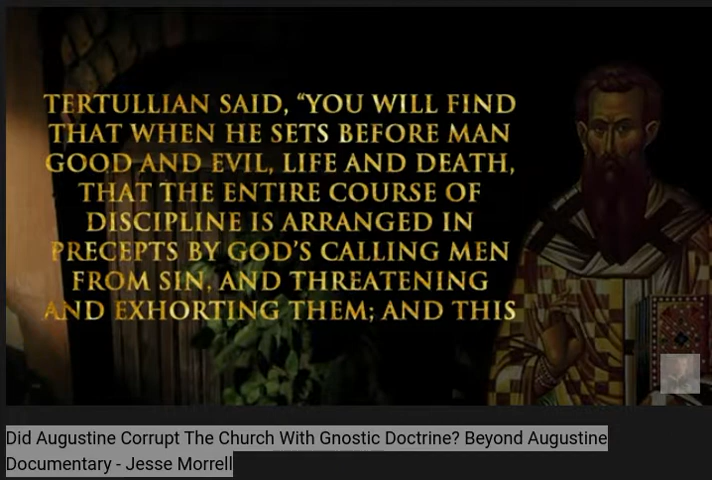 TERTULLIAN SAID, “YOU WILL FIND
THAT WHEN HE SETS BEFORE MAN
GOOD AND EVIL, LIFE AND DEATH,
THAT THE ENTIRE COURSE OF
DISCIPLINE IS ARRANGED IN
PRECEPTS BY GOD’S CALLING MEN
FROM SIN, AND THREATENING
AND EXHORTING THEM; AND THIS
Did Augustine Corrupt The Church With Gnostic Doctrine? Beyond Augustine
Documentary - Jesse Morrell